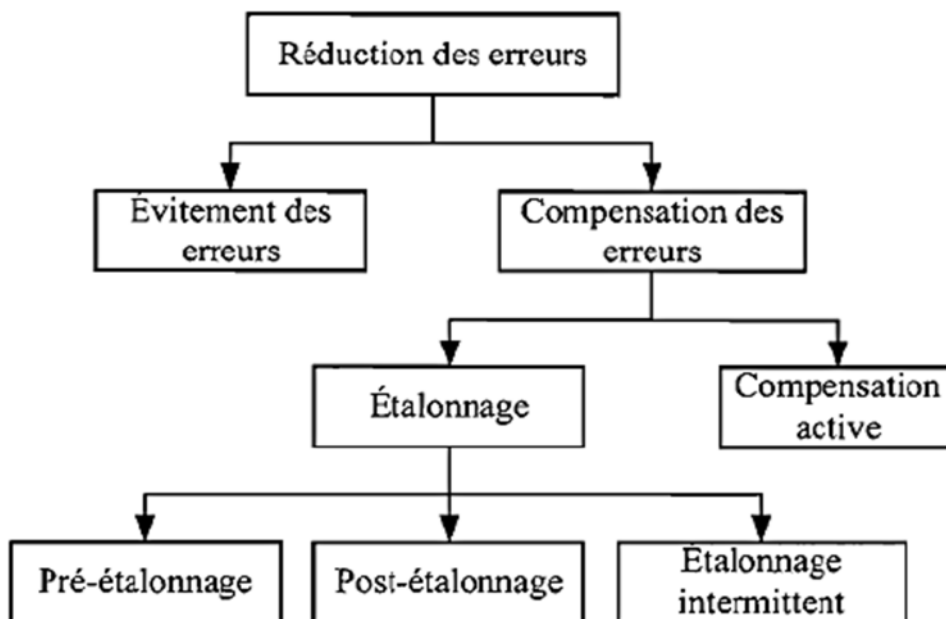 Réduction des erreurs
Évitement des
erreurs
Compensation des
erreurs
Étalonnage
Compensation
active
Pré-étalonnage
Post-étalonnage
Étalonnage
intermittent